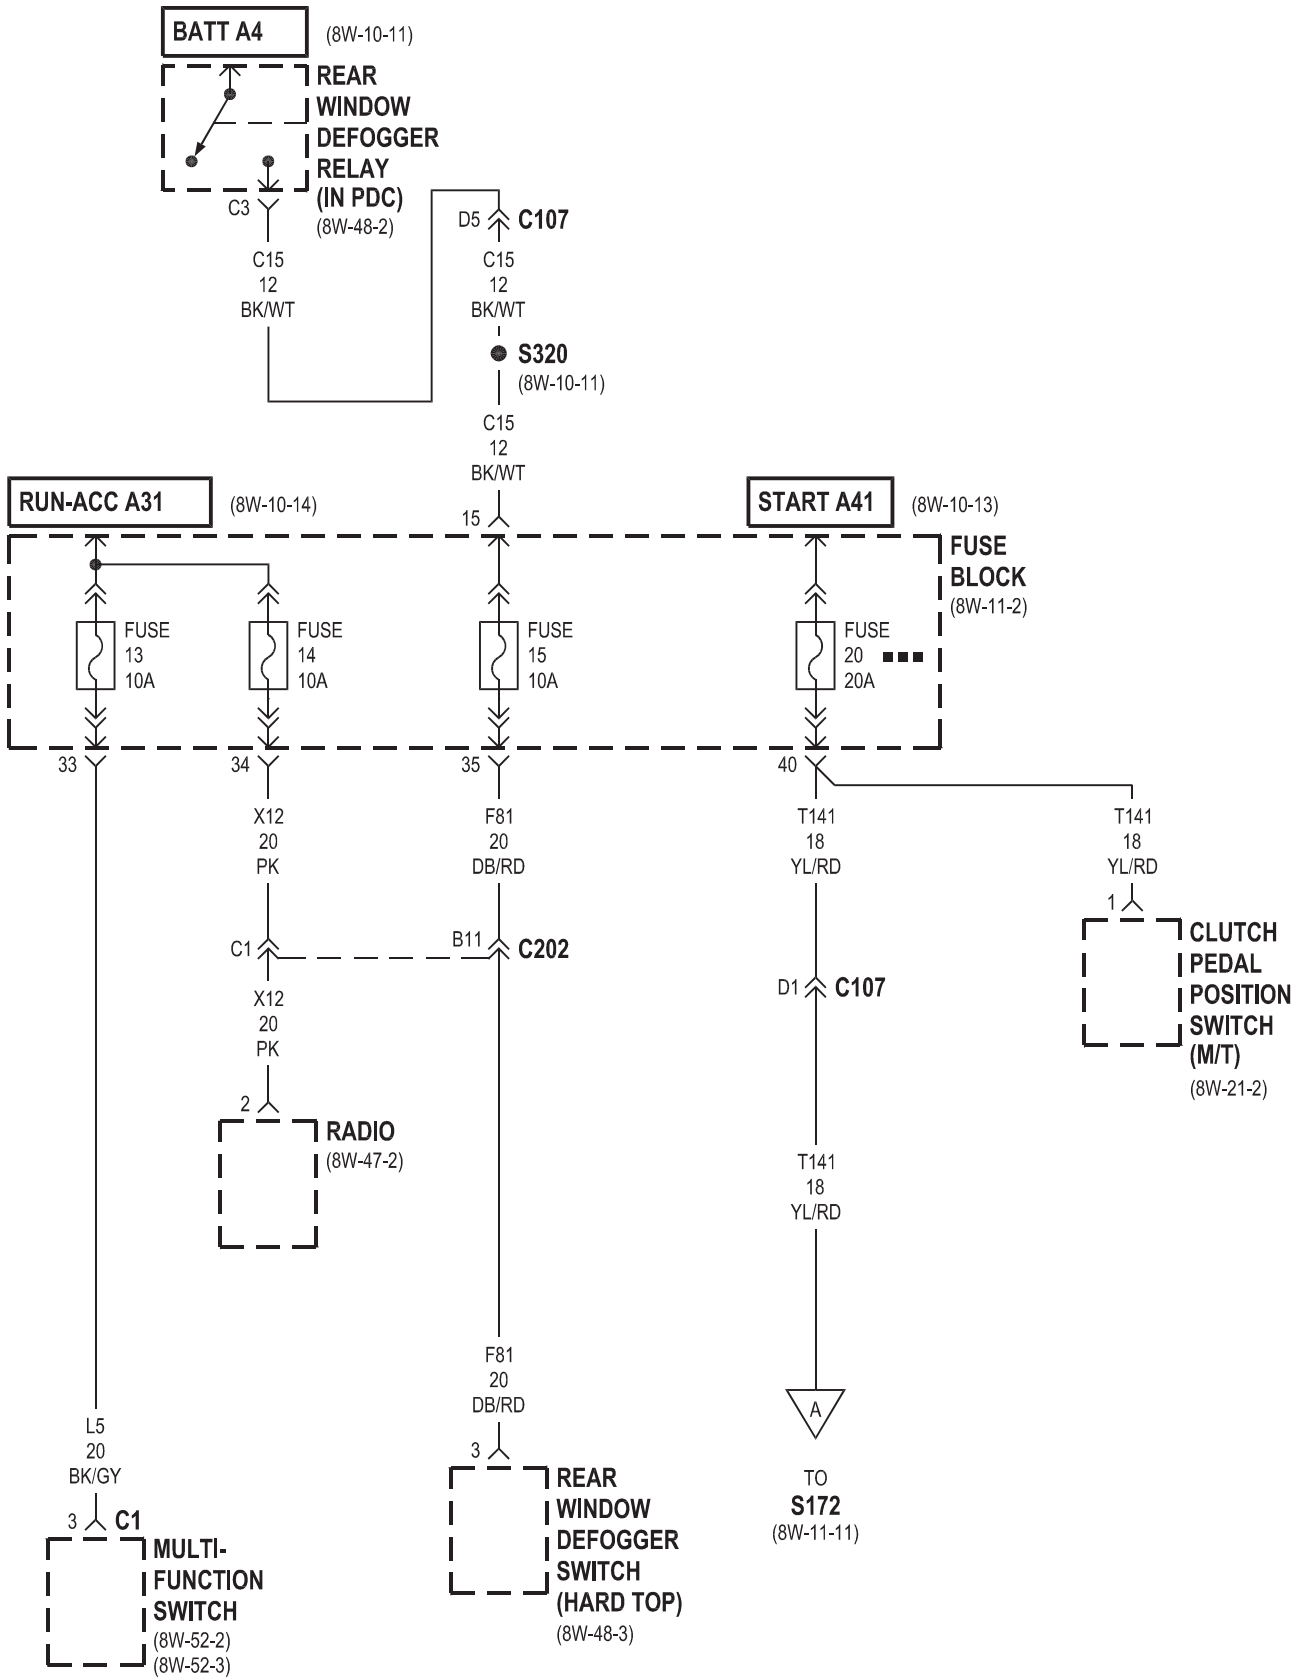 BATT A4
(8W-10-11)
REAR
WINDOW
DEFOGGER
RELAY
(IN PDC)
(8W-48-2)
C3
D5
C107
C15
12
BK/WT
C15
12
BK/WT
S320
(8W-10-11)
C15
12
BK/WT
RUN-ACC A31
(8W-10-14)
15
START A41
(8W-10-13)
FUSE
BLOCK
(8W-11-2)
FUSE
13
10A
FUSE
14
10A
FUSE
15
10A
FUSE
20
20A
33
34
35
40
X12
20
PK
F81
20
DB/RD
T141
18
YL/RD
T141
18
YL/RD
1
CLUTCH
PEDAL
POSITION
SWITCH
(M/T)
(8W-21-2)
C1
B11
C202
D1
C107
X12
20
PK
2
RADIO
(8W-47-2)
T141
18
YL/RD
F81
20
DB/RD
A
TO
S172
(8W-11-11)
L5
20
BK/GY
3
REAR
WINDOW
DEFOGGER
SWITCH
(HARD TOP)
(8W-48-3)
3
C1
MULTI-
FUNCTION
SWITCH
(8W-52-2)
(8W-52-3)